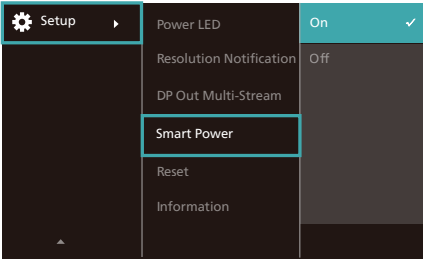 Setup
Power LED
Resolution Notification
DP Out Multi-Stream
Smart Power
Reset
Information
On
Off